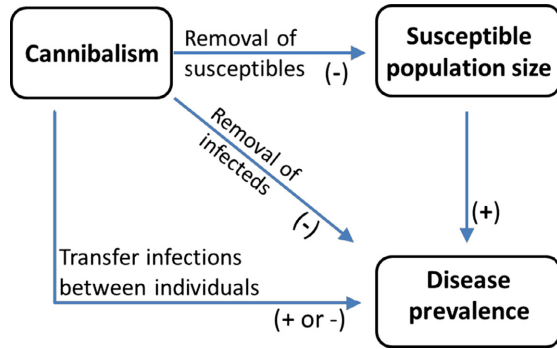 Cannibalism
Removal of
susceptibles
(-)
Susceptible
population size
Removal of
infecteds
(-)
(+)
Transfer infections
between individuals
(+ or -)
Disease
prevalence